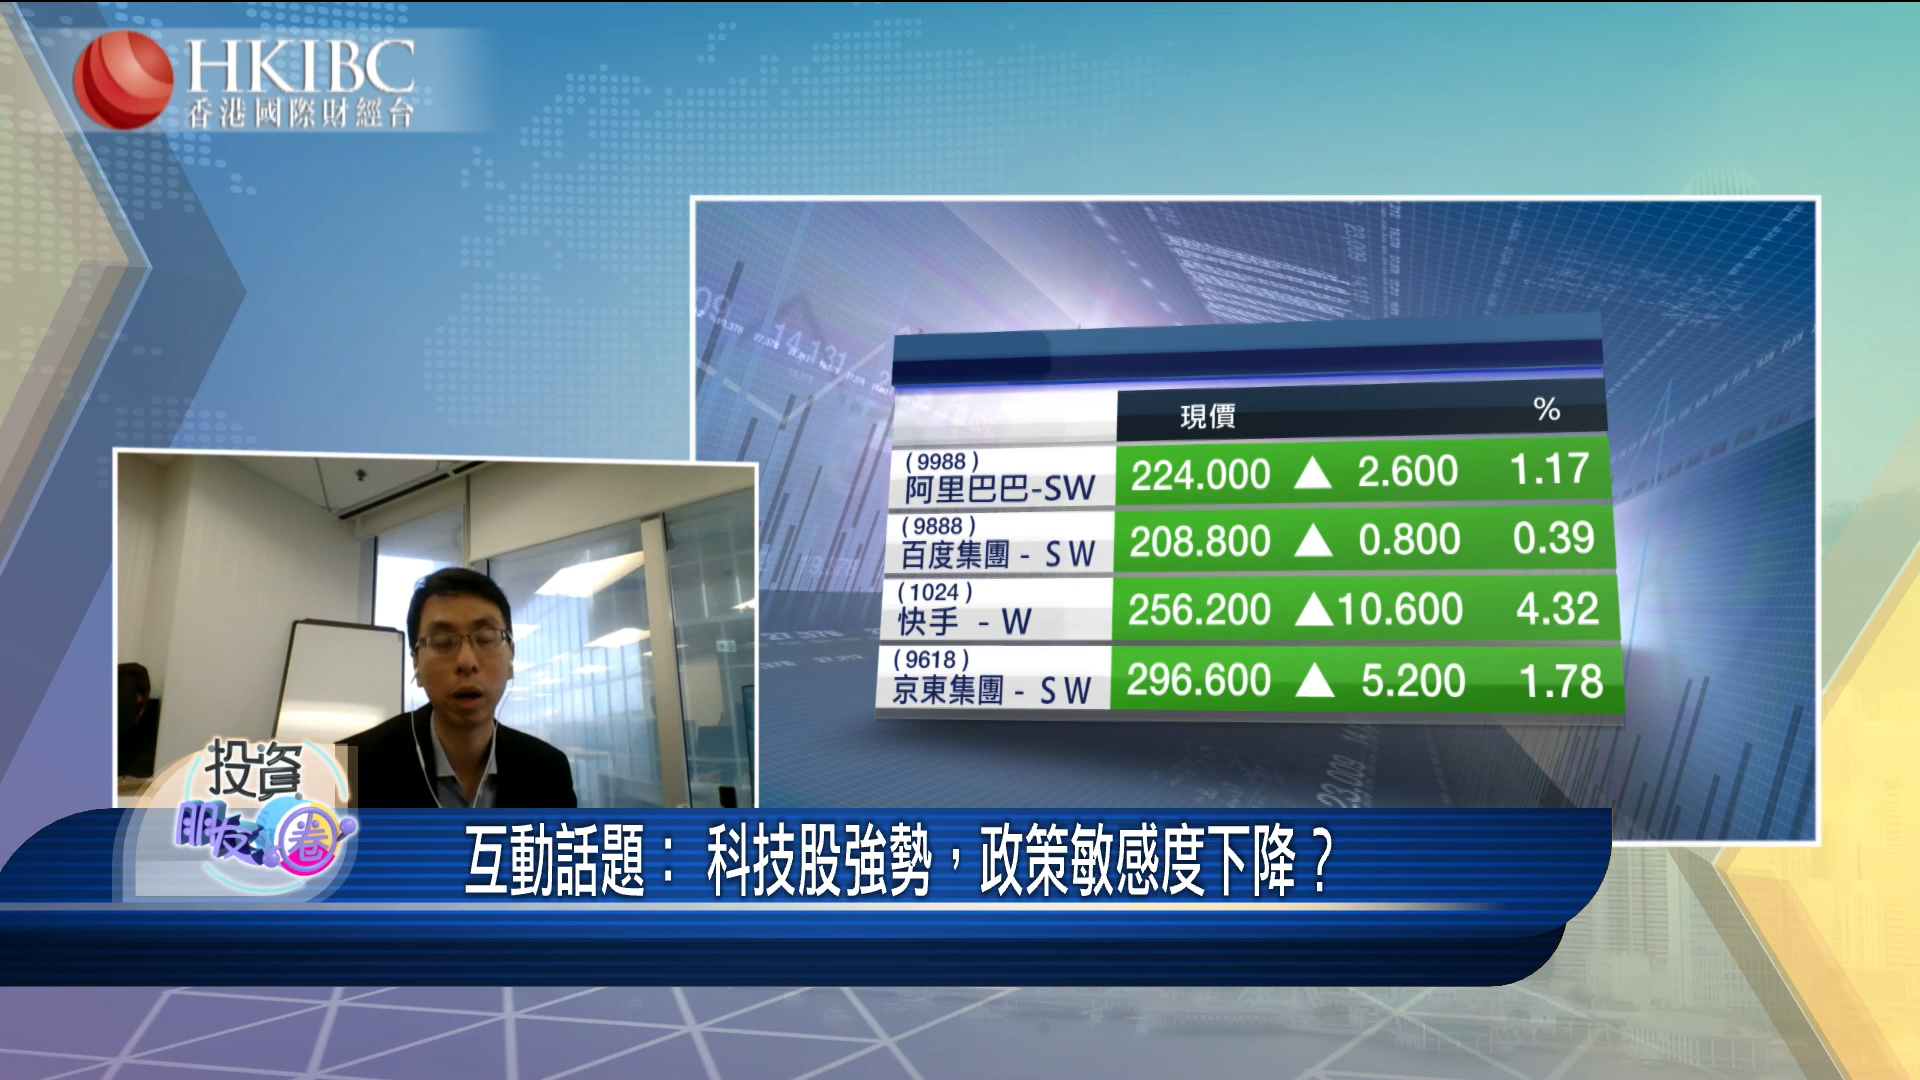 HKIBC
香港國際財經台
現價 %
(9988)
阿里巴巴-SW 224.000 ▲ 2.600 1.17
(9888)
百度集團 - S W 208.800 ▲ 0.800 0.39
(1024)
快手 - W 256.200 ▲10.600 4.32
(9618)
京東集團 - S W 296.600 ▲ 5.200 1.78
投資
朋友圈
互動話題： 科技股強勢，政策敏感度下降？